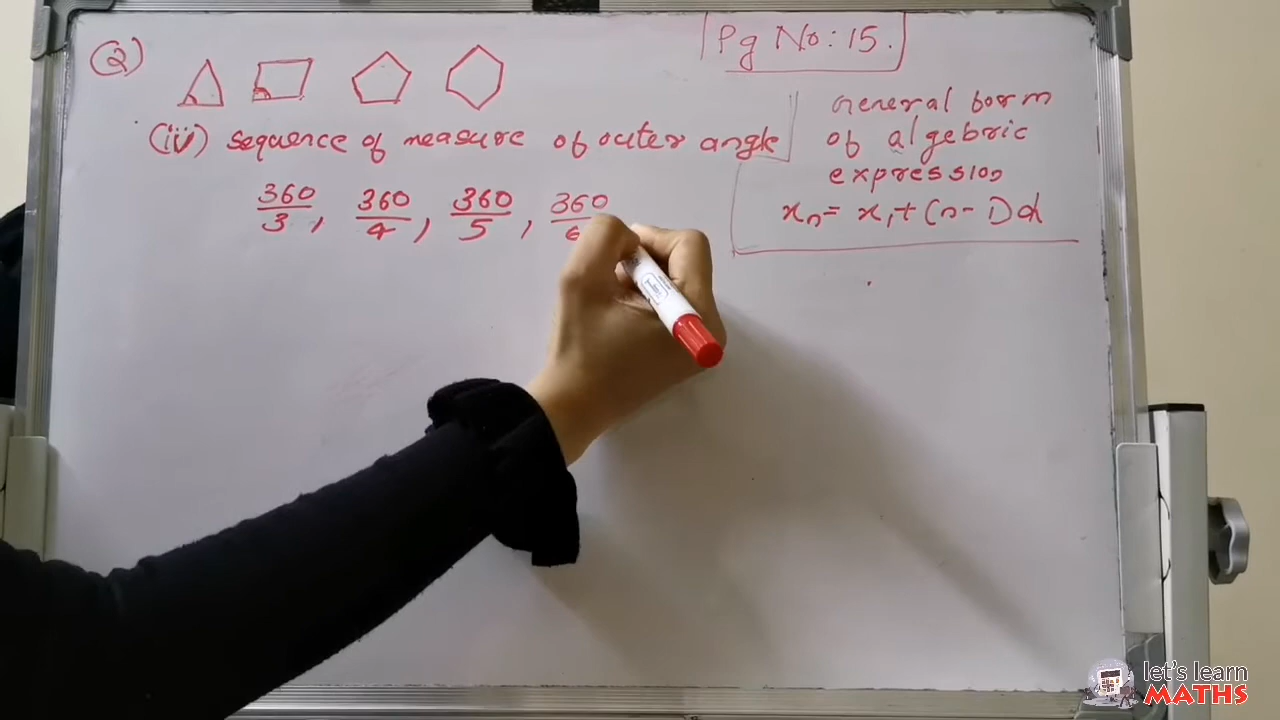 Pg No: 15.
(2)
(iv) sequence of measure of outer angle
360/3, 360/4, 360/5, 360/6
General form
of algebric
expression
xₙ = x₁ + (n-1)d
let's learn
MATHS